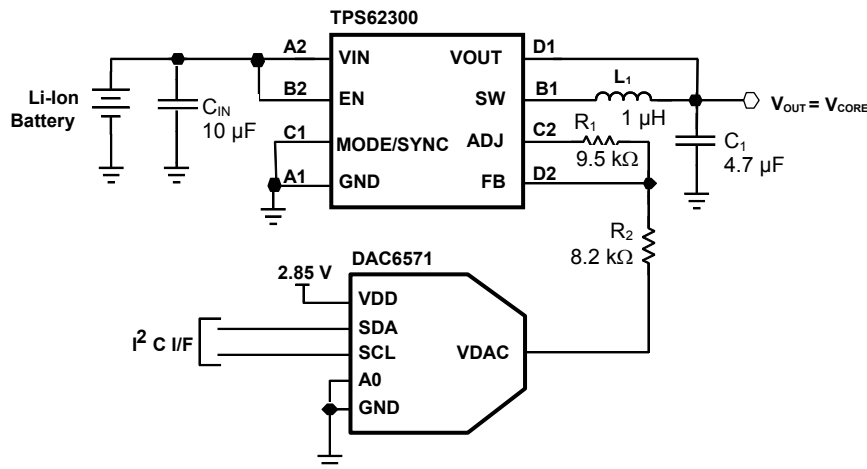 TPS62300
A2
VIN
VOUT
D1
B2
EN
SW
B1
L1
1 µH
VOUT = VCORE
Li-Ion
Battery
CIN
10 µF
C1
MODE/SYNC
ADJ
C2
R1
9.5 kΩ
C1
4.7 µF
A1
GND
FB
D2
R2
8.2 kΩ
DAC6571
2.85 V
VDD
SDA
I² C I/F
SCL
VDAC
A0
GND